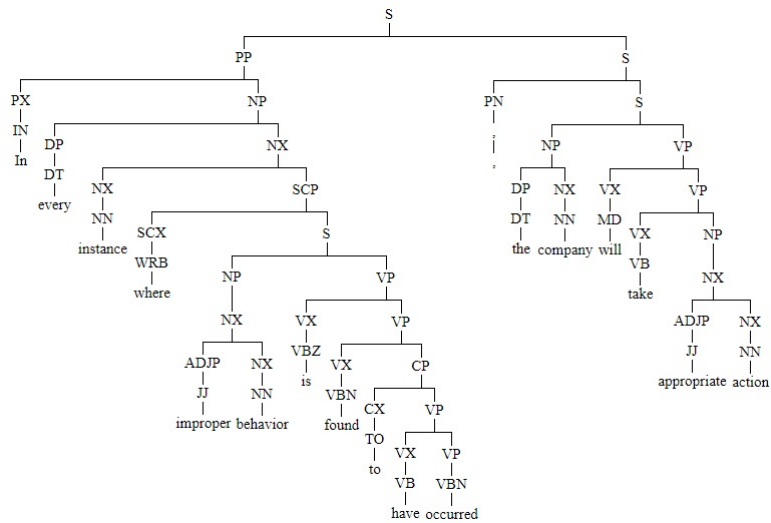 S
PP S
PX NP PN S
IN
DP NX , NP VP
In ,
DT
NX SCP DP NX VX VP
every
NN DT NN MD
SCX S VX NP
instance the company will
WRB VB
NP VP NX
where take
NX VX VP ADJP NX
VBZ JJ NN
ADJP NX VX CP
is appropriate action
JJ NN VBN
CX VP
improper behavior found
TO
VX VP
to
VB VBN
have occurred